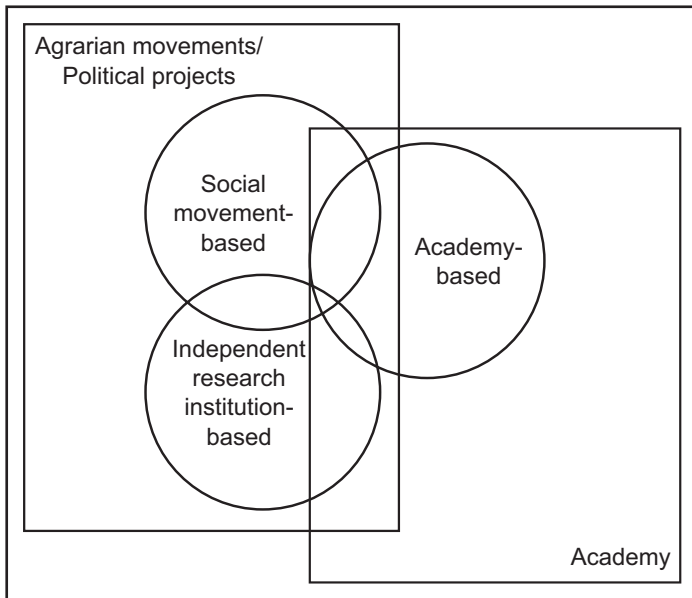 Agrarian movements/
Political projects
Social
movement-
based
Academy-
based
Independent
research
institution-
based
Academy